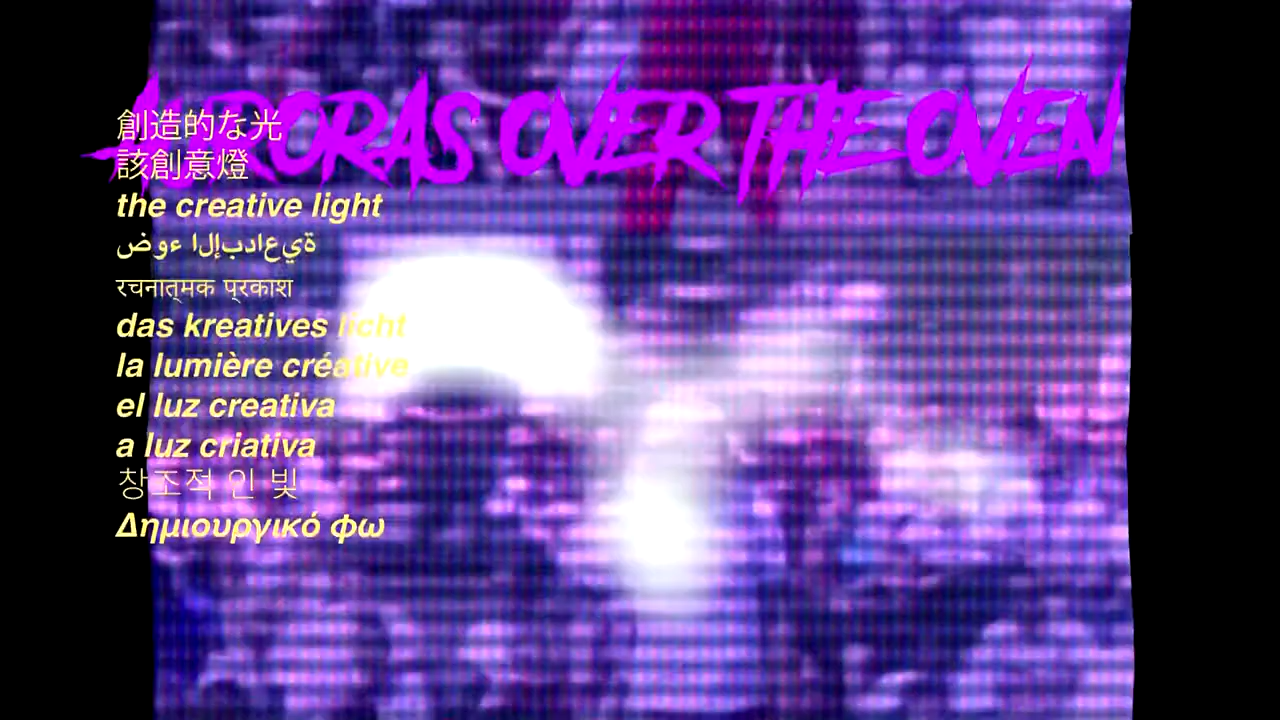 AURORAS OVER THE OVEN
創造的な光
該創意燈
the creative light
ضوء الإبداعية
रचनात्मक प्रकाश
das kreatives licht
la lumière créative
el luz creativa
a luz criativa
창조적 인 빛
Δημιουργικό φω